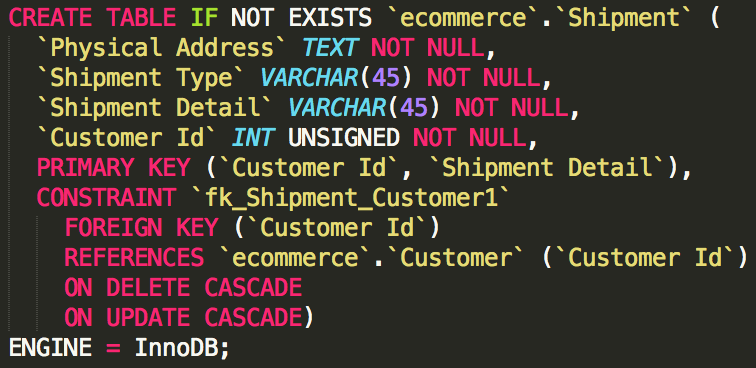 CREATE TABLE IF NOT EXISTS `ecommerce`.`Shipment` (
`Physical Address` TEXT NOT NULL,
`Shipment Type` VARCHAR(45) NOT NULL,
`Shipment Detail` VARCHAR(45) NOT NULL,
`Customer Id` INT UNSIGNED NOT NULL,
PRIMARY KEY (`Customer Id`, `Shipment Detail`),
CONSTRAINT `fk_Shipment_Customer1`
FOREIGN KEY (`Customer Id`)
REFERENCES `ecommerce`.`Customer` (`Customer Id`)
ON DELETE CASCADE
ON UPDATE CASCADE)
ENGINE = InnoDB;